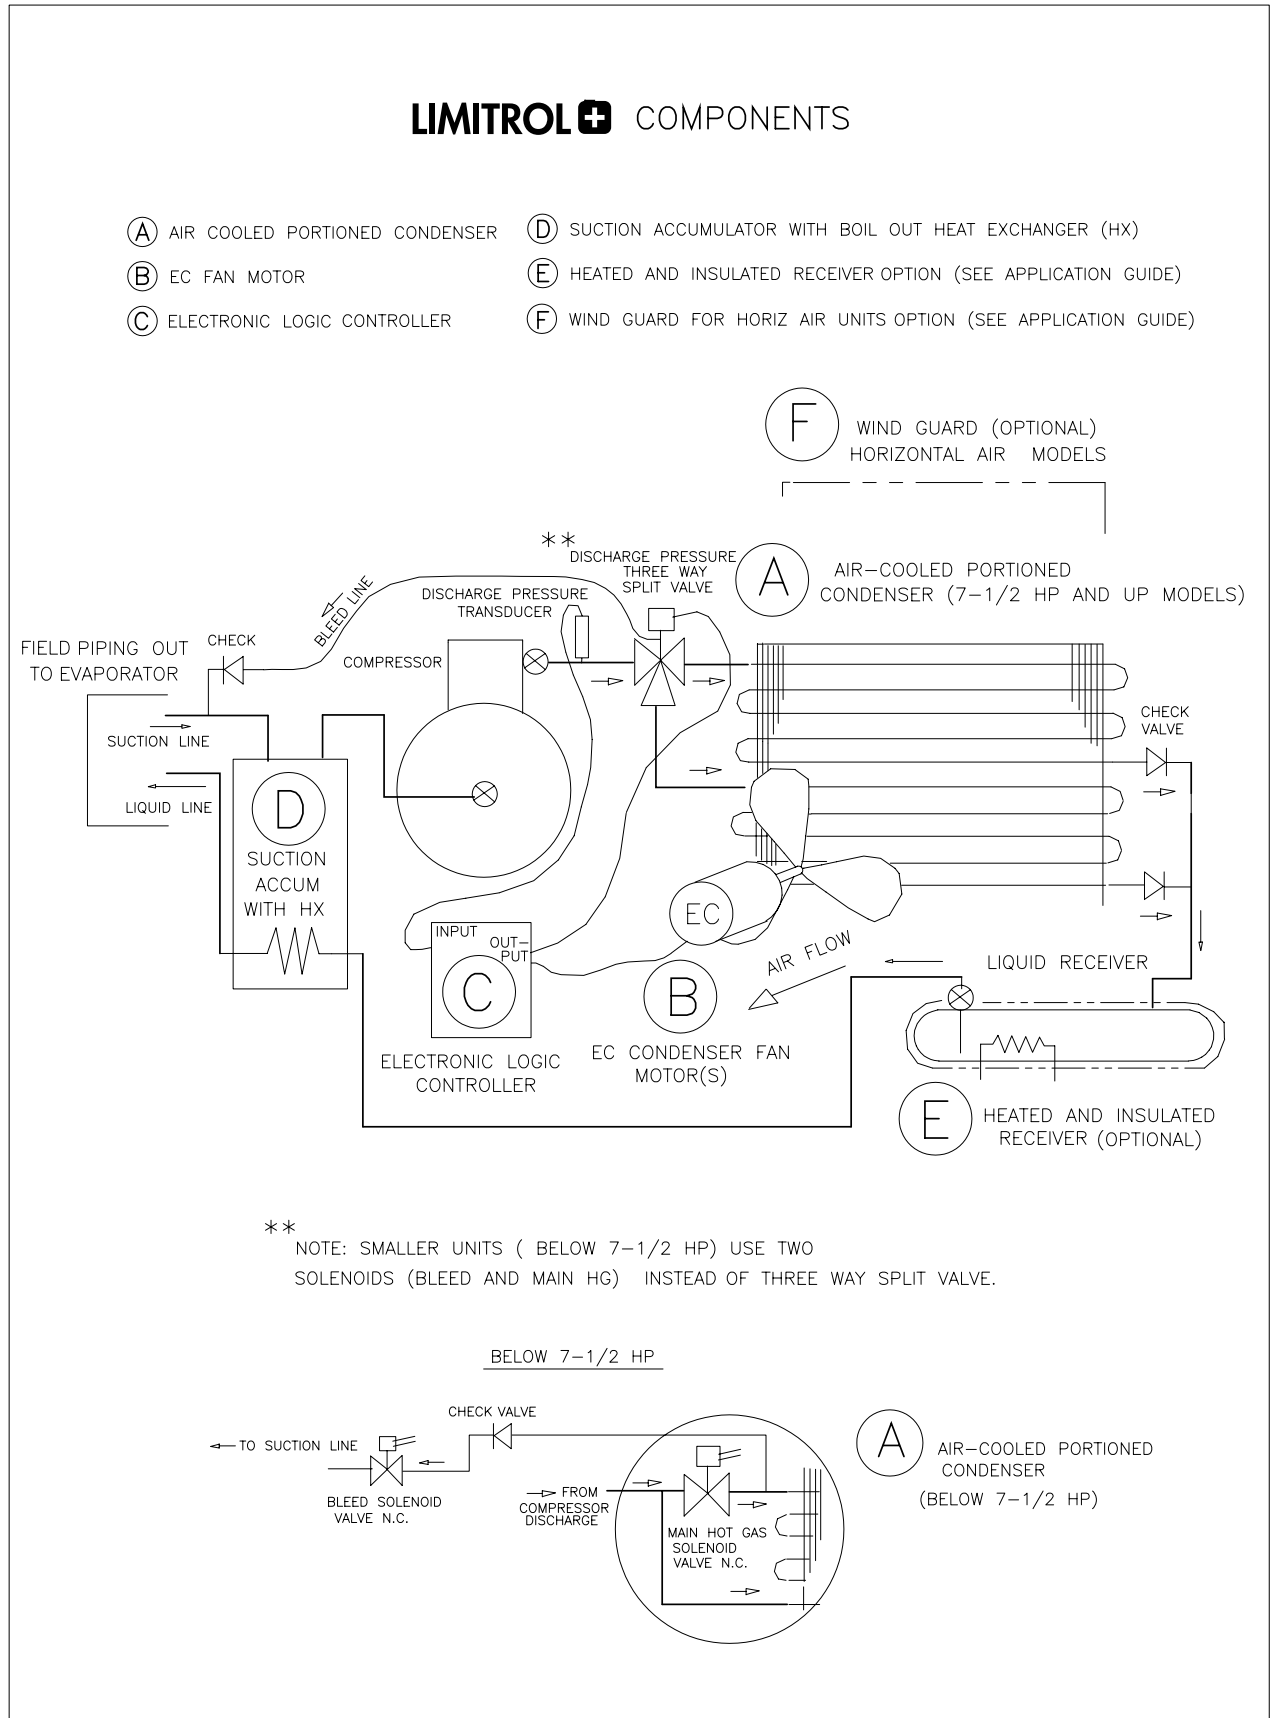 LIMITROL+ COMPONENTS
A AIR COOLED PORTIONED CONDENSER
B EC FAN MOTOR
C ELECTRONIC LOGIC CONTROLLER
D SUCTION ACCUMULATOR WITH BOIL OUT HEAT EXCHANGER (HX)
E HEATED AND INSULATED RECEIVER OPTION (SEE APPLICATION GUIDE)
F WIND GUARD FOR HORIZ AIR UNITS OPTION (SEE APPLICATION GUIDE)
F
WIND GUARD (OPTIONAL)
HORIZONTAL AIR MODELS
**
DISCHARGE PRESSURE
THREE WAY
SPLIT VALVE
A
AIR-COOLED PORTIONED
CONDENSER (7-1/2 HP AND UP MODELS)
BLEED LINE
DISCHARGE PRESSURE
TRANSDUCER
FIELD PIPING OUT
TO EVAPORATOR
CHECK
COMPRESSOR
CHECK
VALVE
SUCTION LINE
LIQUID LINE
D
SUCTION
ACCUM
WITH HX
EC
INPUT
OUT-
PUT
C
ELECTRONIC LOGIC
CONTROLLER
B
EC CONDENSER FAN
MOTOR(S)
AIR FLOW
LIQUID RECEIVER
E
HEATED AND INSULATED
RECEIVER (OPTIONAL)
**
NOTE: SMALLER UNITS ( BELOW 7-1/2 HP) USE TWO
SOLENOIDS (BLEED AND MAIN HG) INSTEAD OF THREE WAY SPLIT VALVE.
BELOW 7-1/2 HP
CHECK VALVE
TO SUCTION LINE
BLEED SOLENOID
VALVE N.C.
FROM
COMPRESSOR
DISCHARGE
MAIN HOT GAS
SOLENOID
VALVE N.C.
A
AIR-COOLED PORTIONED
CONDENSER
(BELOW 7-1/2 HP)